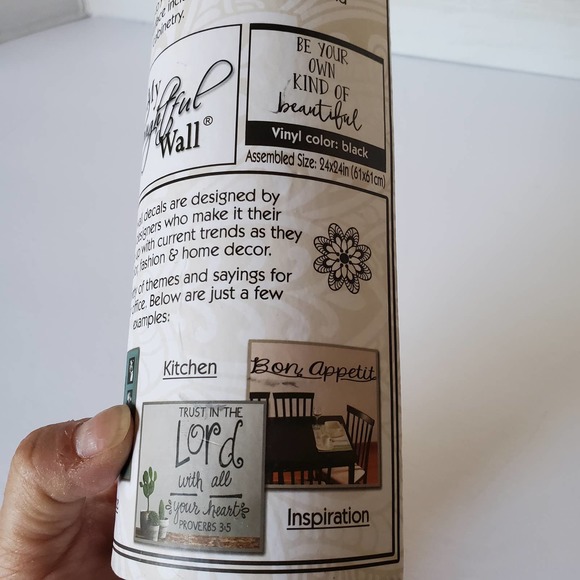 cabinetry.
Wall®
BE YOUR
OWN
KIND OF
beautiful
Vinyl color: black
Assembled Size: 24x24in (61x61cm)
decals are designed by
who make it their
with current trends as they
fashion & home decor.
of themes and sayings for
Below are just a few
examples:
Kitchen
Bon Appetit
TRUST IN THE
Lord
with all
your heart
PROVERBS 3:5
Inspiration